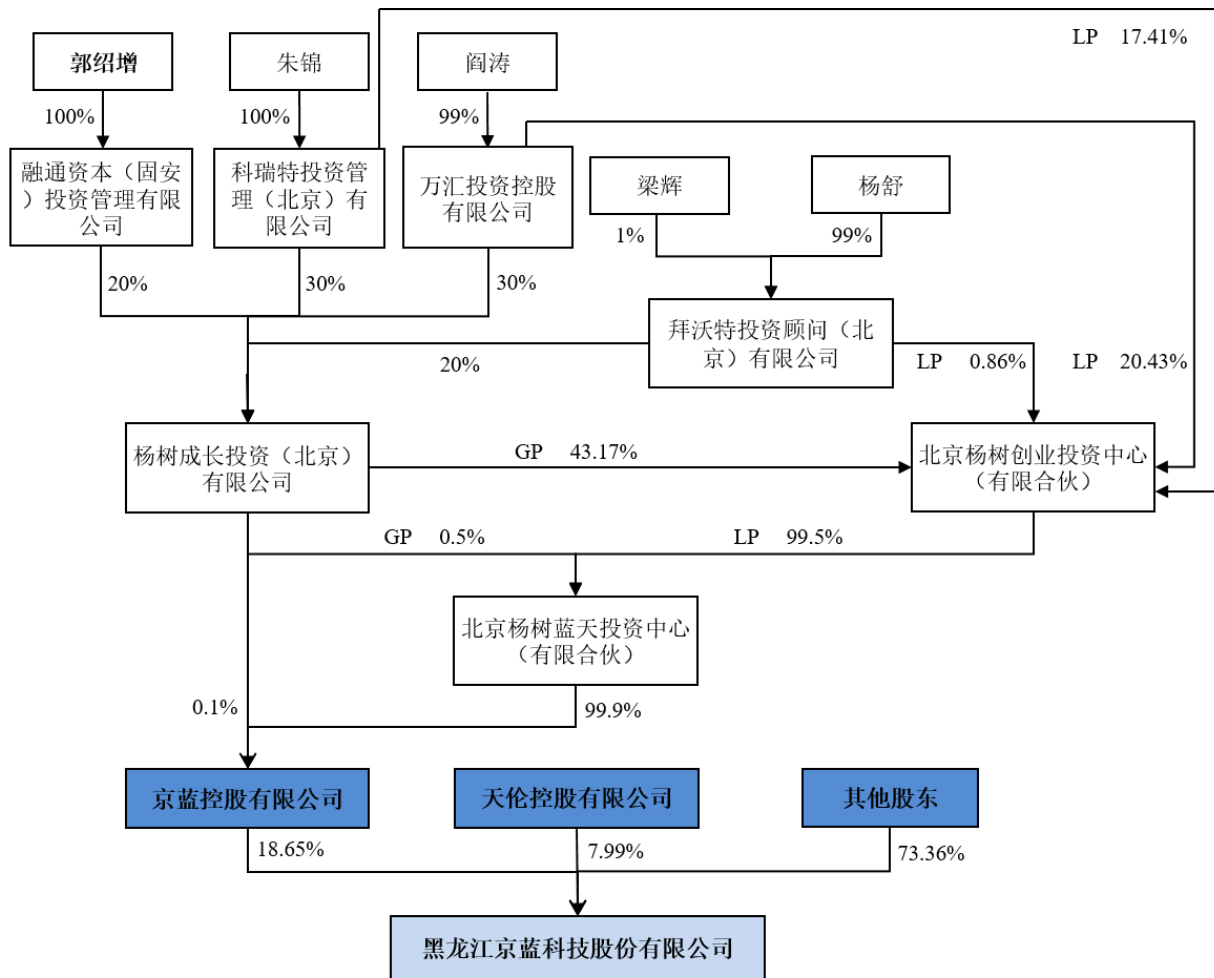 LP 17.41%
郭绍增
朱锦
阎涛
100%
100%
99%
融通资本（固安
）投资管理有限
公司
科瑞特投资管
理（北京）有
限公司
万汇投资控股
有限公司
梁辉
杨舒
1%
99%
20%
30%
30%
拜沃特投资顾问（北
京）有限公司
20%
LP 0.86%
LP 20.43%
杨树成长投资（北京）
有限公司
GP 43.17%
北京杨树创业投资中心
（有限合伙）
GP 0.5%
LP 99.5%
北京杨树蓝天投资中心
（有限合伙）
0.1%
99.9%
京蓝控股有限公司
天伦控股有限公司
其他股东
18.65%
7.99%
73.36%
黑龙江京蓝科技股份有限公司